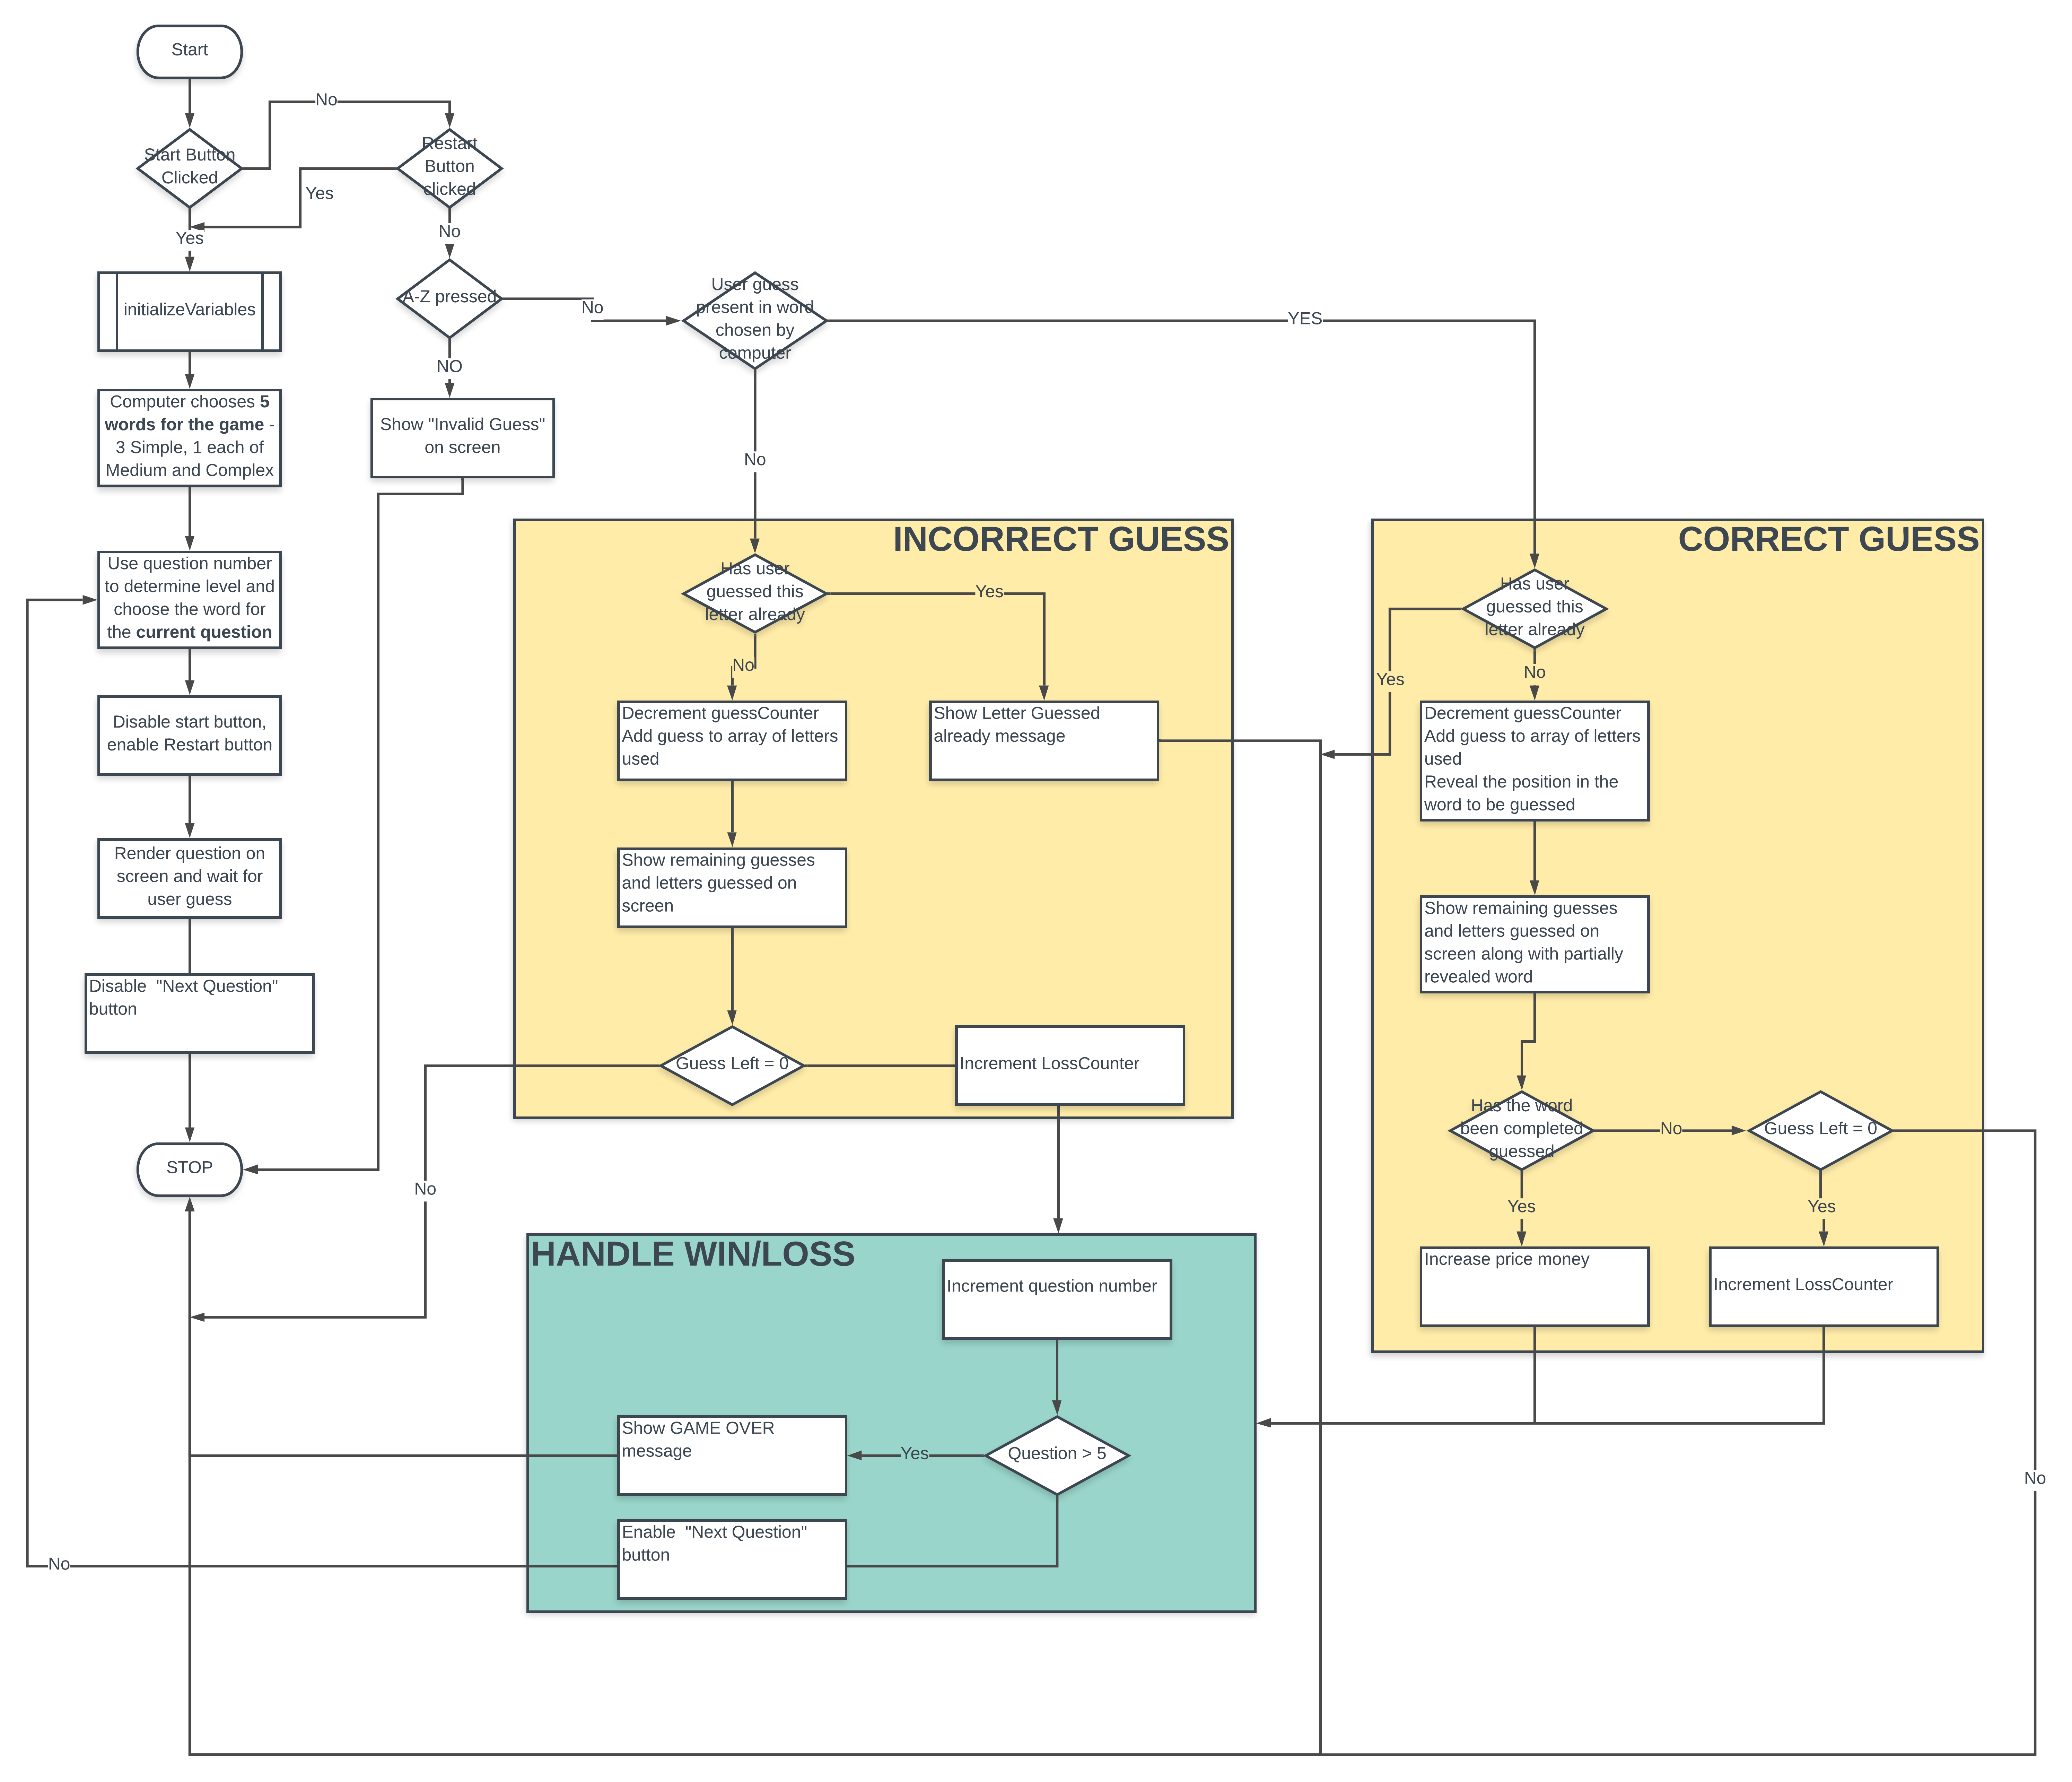 Start
No
Start Button
Clicked
Restart
Button
clicked
Yes
Yes
No
initializeVariables
A-Z pressed
No
User guess
present in word
chosen by
computer
YES
NO
Computer chooses 5
words for the game -
3 Simple, 1 each of
Medium and Complex
Show "Invalid Guess"
on screen
No
Use question number
to determine level and
choose the word for
the current question
Disable start button,
enable Restart button
Render question on
screen and wait for
user guess
Disable "Next Question"
button
STOP
INCORRECT GUESS
Has user
guessed this
letter already
Yes
No
Decrement guessCounter
Add guess to array of letters
used
Show Letter Guessed
already message
Show remaining guesses
and letters guessed on
screen
Guess Left = 0
Increment LossCounter
No
CORRECT GUESS
Has user
guessed this
letter already
Yes
No
Decrement guessCounter
Add guess to array of letters
used
Reveal the position in the
word to be guessed
Show remaining guesses
and letters guessed on
screen along with partially
revealed word
Has the word
been completed
guessed
No
Guess Left = 0
Yes
Yes
Increase price money
Increment LossCounter
No
HANDLE WIN/LOSS
Increment question number
Question > 5
Yes
Show GAME OVER
message
Enable "Next Question"
button
No